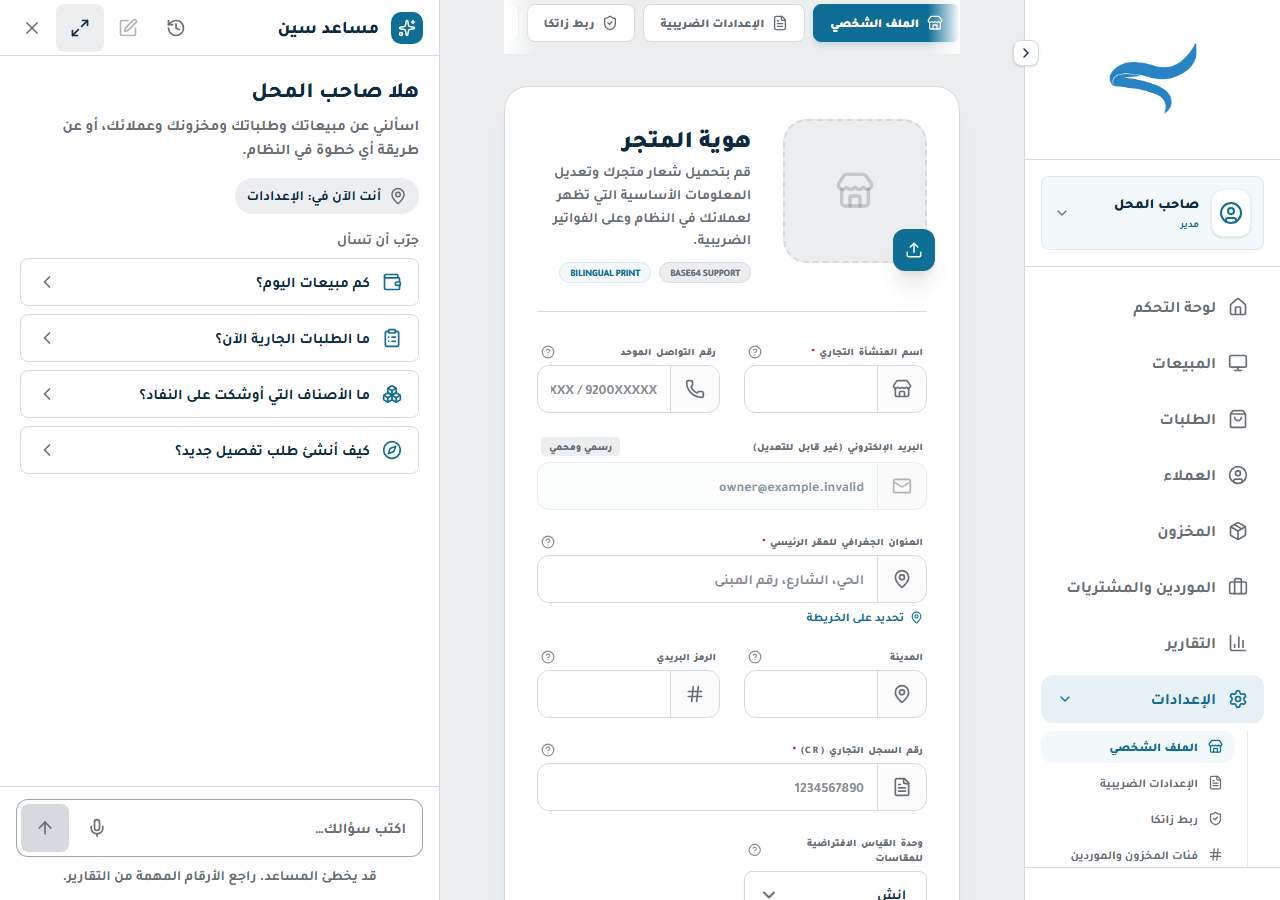 صاحب المحل
مدير
لوحة التحكم
المبيعات
الطلبات
العملاء
المخزون
الموردين والمشتريات
التقارير
الإعدادات
الملف الشخصي
الإعدادات الضريبية
ربط زاتكا
فئات المخزون والموردين
الملف الشخصي
الإعدادات الضريبية
ربط زاتكا
هوية المتجر
قم بتحميل شعار متجرك وتعديل
المعلومات الأساسية التي تظهر
لعملائك في النظام وعلى الفواتير
الضريبية.
BASE64 SUPPORT
BILINGUAL PRINT
اسم المنشأة التجاري *
رقم التواصل الموحد
XXX / 9200XXXXX
البريد الإلكتروني (غير قابل للتعديل)
رسمي ومحمي
owner@example.invalid
العنوان الجغرافي للمقر الرئيسي *
الحي، الشارع، رقم المبنى
تحديد على الخريطة
المدينة
الرمز البريدي
رقم السجل التجاري (CR) *
1234567890
وحدة القياس الافتراضية
للمقاسات
انش
مساعد سين
هلا صاحب المحل
اسألني عن مبيعاتك وطلباتك ومخزونك وعملائك، أو عن
طريقة أي خطوة في النظام.
أنت الآن في: الإعدادات
جرّب أن تسأل
كم مبيعات اليوم؟
ما الطلبات الجارية الآن؟
ما الأصناف التي أوشكت على النفاد؟
كيف أنشئ طلب تفصيل جديد؟
اكتب سؤالك...
قد يخطئ المساعد. راجع الأرقام المهمة من التقارير.